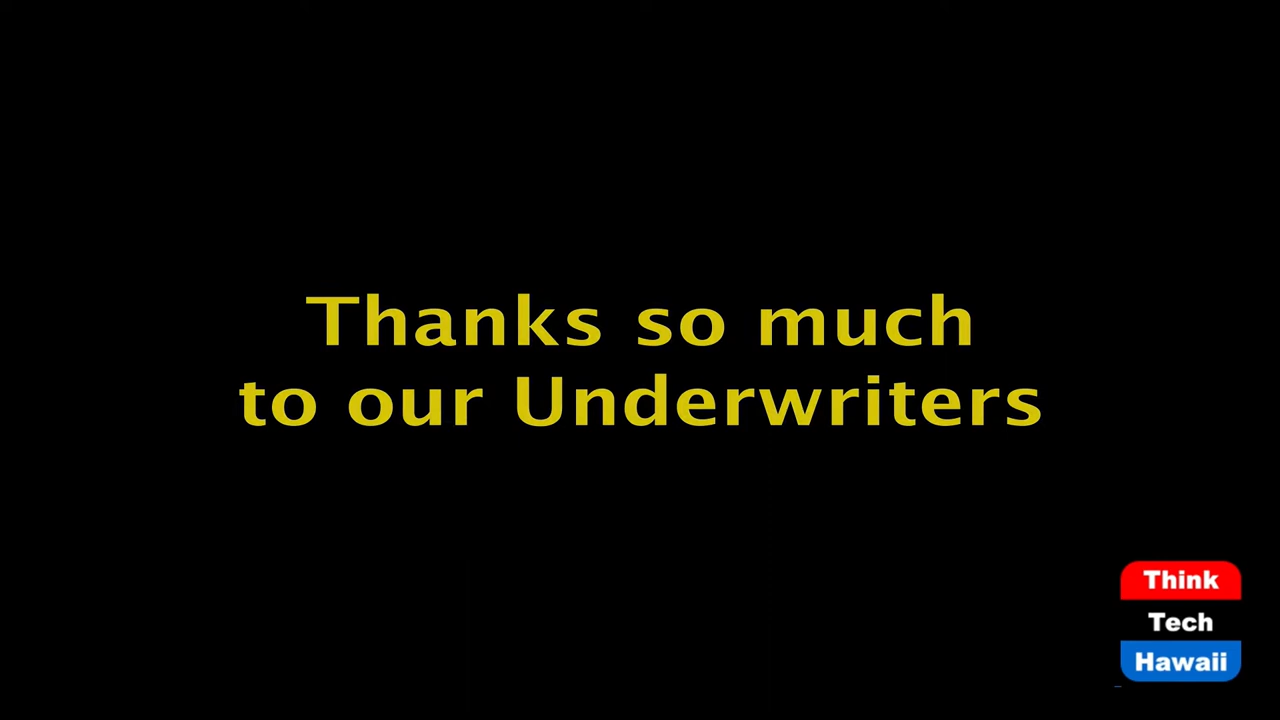 Thanks so much
to our Underwriters
Think
Tech
Hawaii